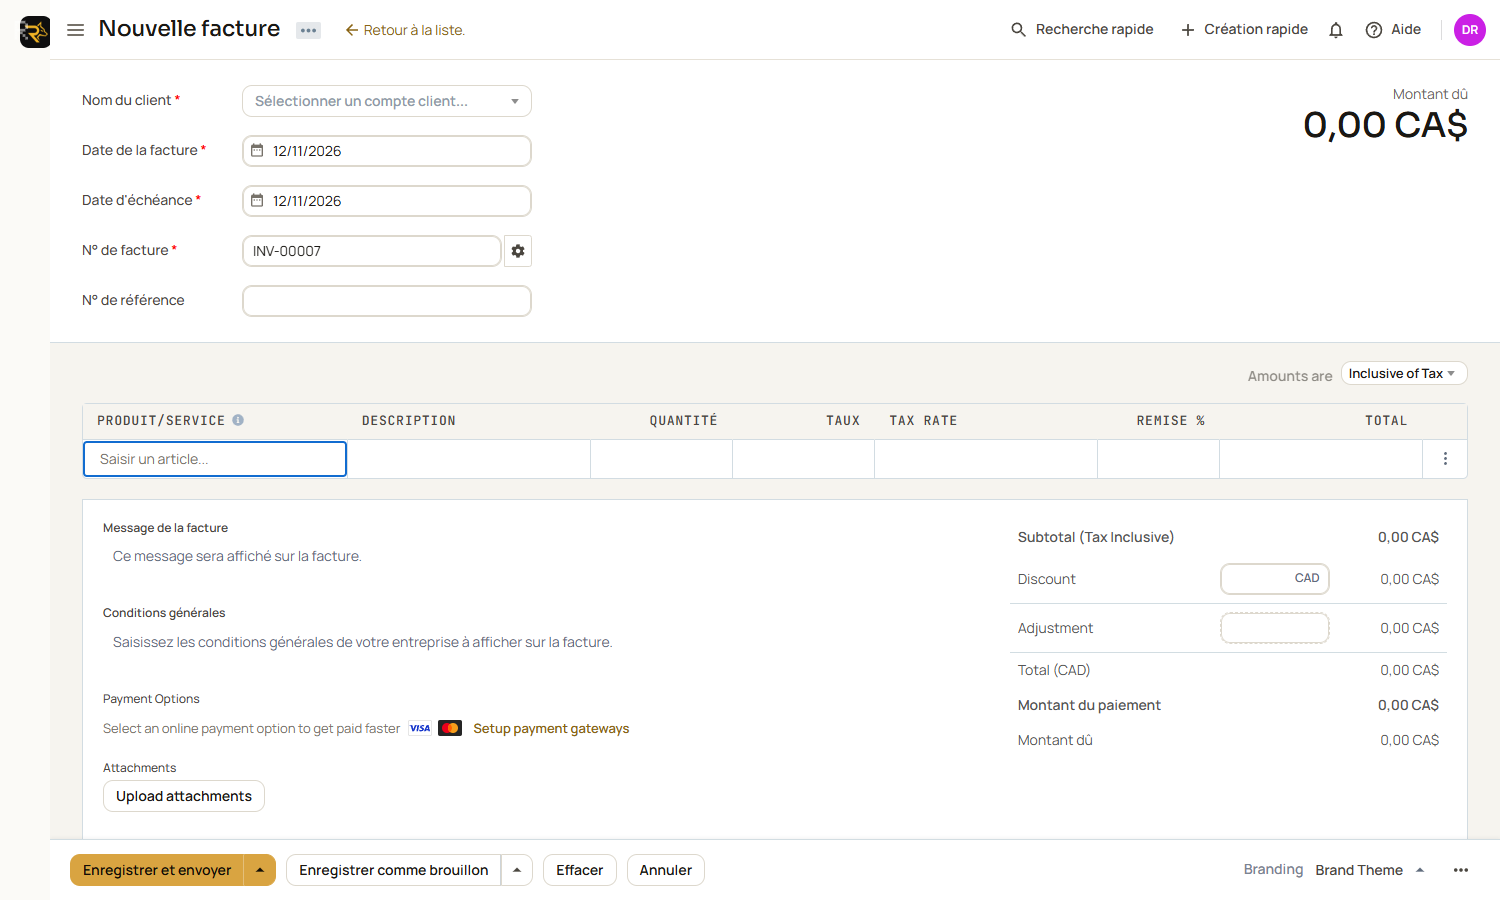 Nouvelle facture
Retour à la liste.
Recherche rapide
Création rapide
Aide
DR
Nom du client *
Sélectionner un compte client...
Montant dû
0,00 CA$
Date de la facture *
12/11/2026
Date d'échéance *
12/11/2026
N° de facture *
INV-00007
N° de référence
Amounts are
Inclusive of Tax
PRODUIT/SERVICE
DESCRIPTION
QUANTITÉ
TAUX
TAX RATE
REMISE %
TOTAL
Saisir un article...
Message de la facture
Ce message sera affiché sur la facture.
Conditions générales
Saisissez les conditions générales de votre entreprise à afficher sur la facture.
Payment Options
Select an online payment option to get paid faster
VISA
Setup payment gateways
Attachments
Upload attachments
Subtotal (Tax Inclusive)
0,00 CA$
Discount
CAD
0,00 CA$
Adjustment
0,00 CA$
Total (CAD)
0,00 CA$
Montant du paiement
0,00 CA$
Montant dû
0,00 CA$
Enregistrer et envoyer
Enregistrer comme brouillon
Effacer
Annuler
Branding
Brand Theme